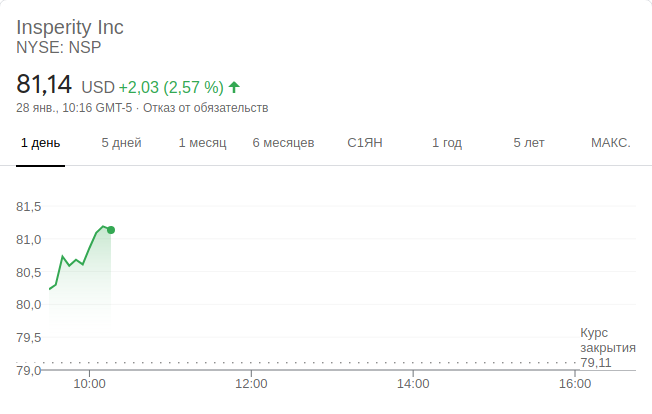 Insperity Inc
NYSE: NSP
81,14 USD +2,03 (2,57 %)
28 янв., 10:16 GMT-5 · Отказ от обязательств
1 день 5 дней 1 месяц 6 месяцев С1ЯН 1 год 5 лет МАКС.
81,5
81,0
80,5
80,0
79,5
79,0
Курс
закрытия
79,11
10:00 12:00 14:00 16:00